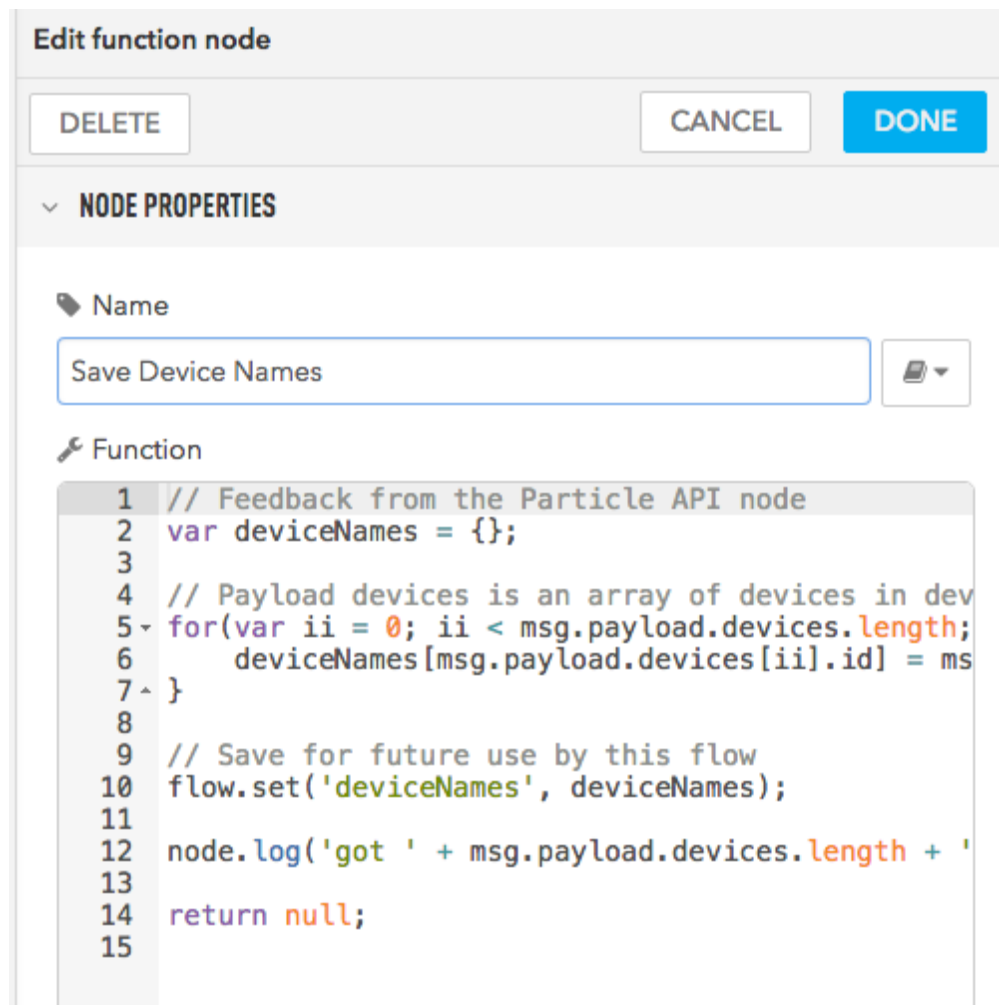 Edit function node
DELETE CANCEL DONE
NODE PROPERTIES
Name
Save Device Names
Function
1 // Feedback from the Particle API node
2 var deviceNames = {};
3
4 // Payload devices is an array of devices in dev
5 for(var ii = 0; ii < msg.payload.devices.length;
6     deviceNames[msg.payload.devices[ii].id] = ms
7 }
8
9 // Save for future use by this flow
10 flow.set('deviceNames', deviceNames);
11
12 node.log('got ' + msg.payload.devices.length + '
13
14 return null;
15